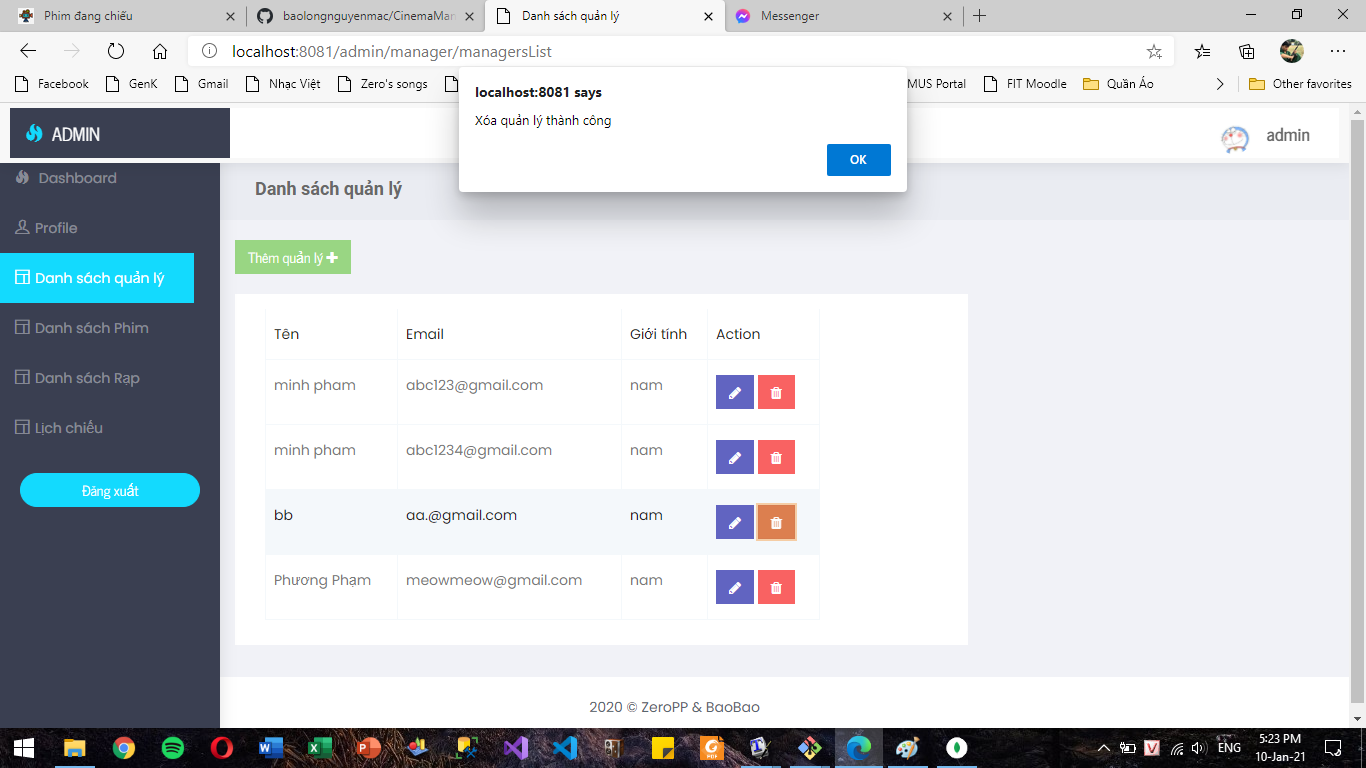 Phim đang chiếu
baolongnguyenmac/CinemaMan
Danh sách quản lý
Messenger
localhost:8081/admin/manager/managersList
Facebook
GenK
Gmail
Nhạc Việt
Zero's songs
MUS Portal
FIT Moodle
Quần Áo
Other favorites
localhost:8081 says
Xóa quản lý thành công
OK
ADMIN
admin
Dashboard
Profile
Danh sách quản lý
Danh sách Phim
Danh sách Rạp
Lịch chiếu
Đăng xuất
Danh sách quản lý
Thêm quản lý
Tên Email Giới tính Action
minh pham abc123@gmail.com nam
minh pham abc1234@gmail.com nam
bb aa.@gmail.com nam
Phương Phạm meowmeow@gmail.com nam
2020 © ZeroPP & BaoBao
ENG
5:23 PM
10-Jan-21